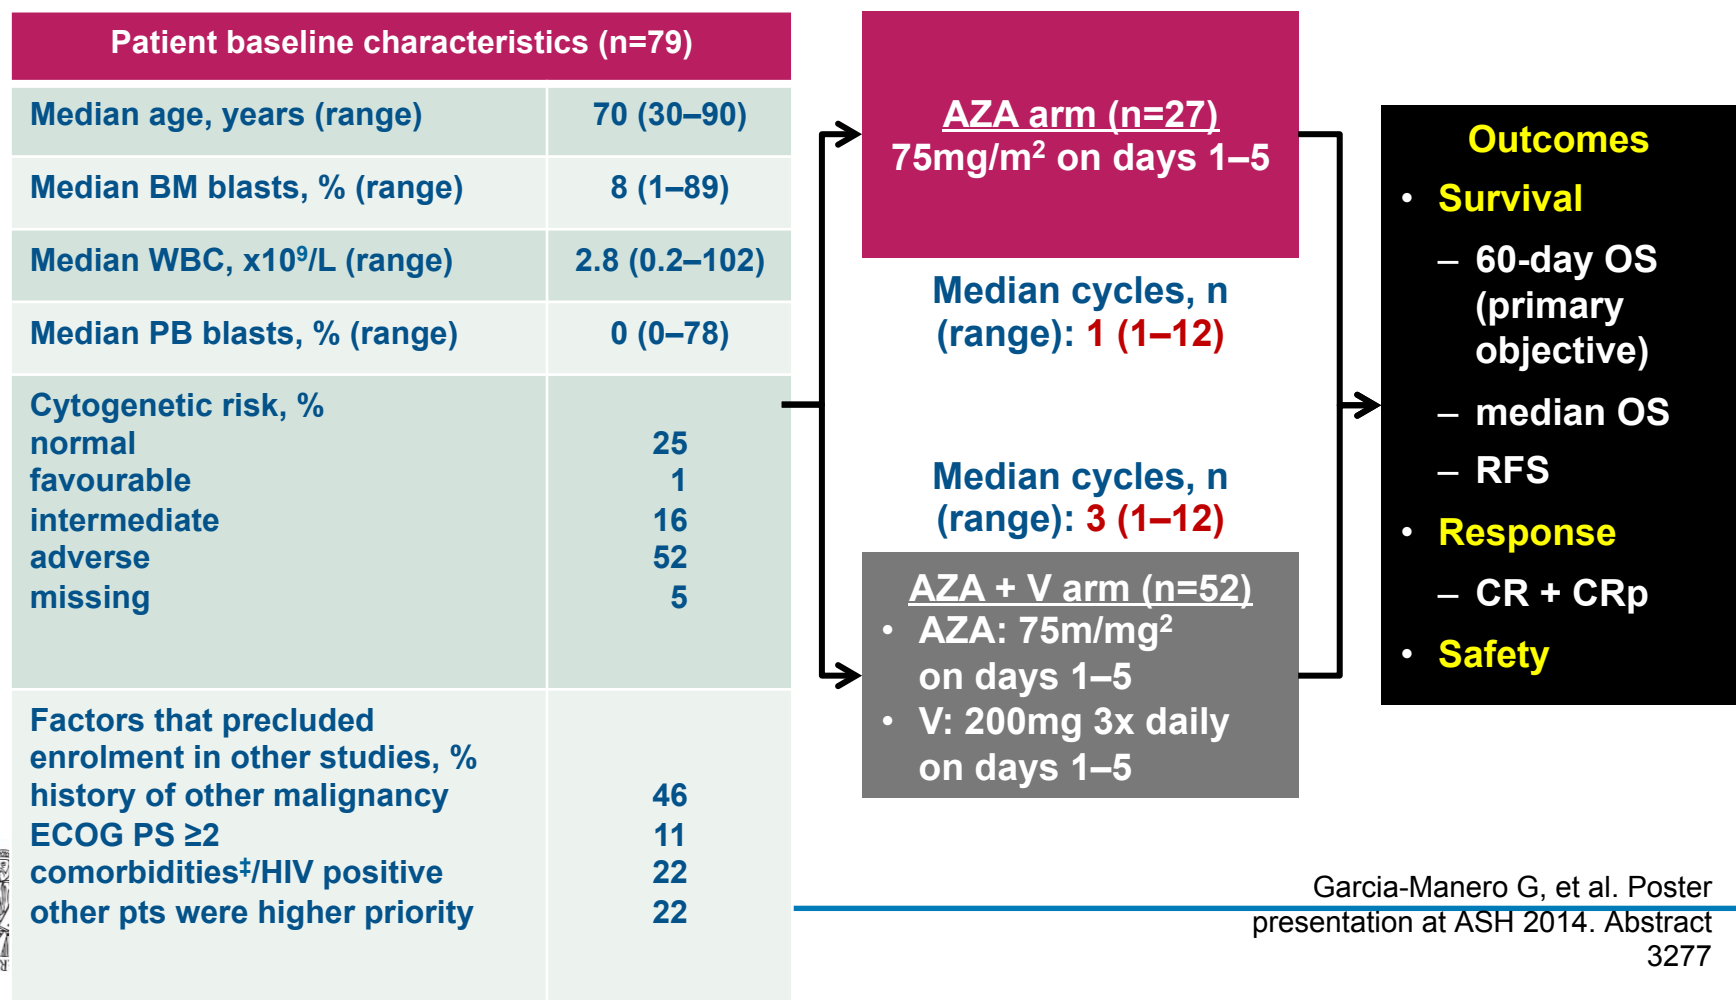 Patient baseline characteristics (n=79)
Median age, years (range) 70 (30–90)
Median BM blasts, % (range) 8 (1–89)
Median WBC, x10⁹/L (range) 2.8 (0.2–102)
Median PB blasts, % (range) 0 (0–78)
Cytogenetic risk, %
normal 25
favourable 1
intermediate 16
adverse 52
missing 5
Factors that precluded
enrolment in other studies, %
history of other malignancy 46
ECOG PS ≥2 11
comorbidities‡/HIV positive 22
other pts were higher priority 22
AZA arm (n=27)
75mg/m² on days 1–5
Median cycles, n
(range): 1 (1–12)
Median cycles, n
(range): 3 (1–12)
AZA + V arm (n=52)
• AZA: 75m/mg²
on days 1–5
• V: 200mg 3x daily
on days 1–5
Outcomes
• Survival
– 60-day OS
(primary
objective)
– median OS
– RFS
• Response
– CR + CRp
• Safety
Garcia-Manero G, et al. Poster
presentation at ASH 2014. Abstract
3277